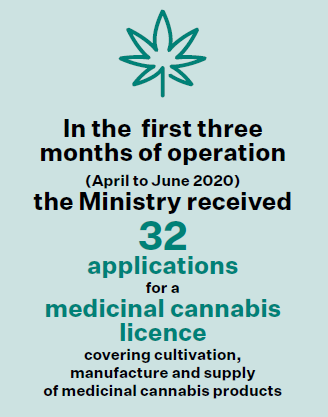 In the first three
months of operation
(April to June 2020)
the Ministry received
32
applications
for a
medicinal cannabis
licence
covering cultivation,
manufacture and supply
of medicinal cannabis products